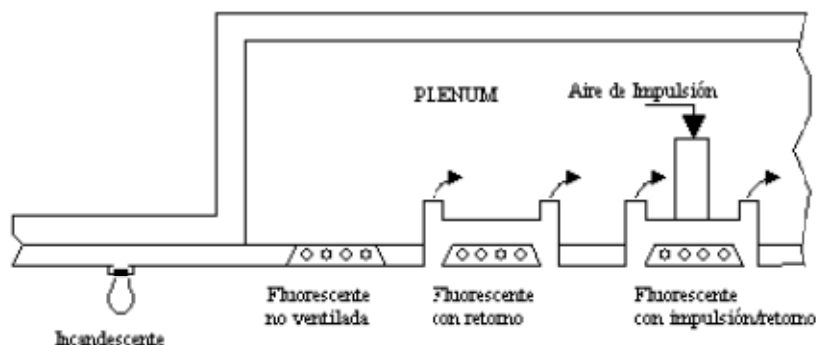 PLENUM
Aire de Impulsión
Fluorescente
no ventilada
Fluorescente
con retorno
Fluorescente
con impulsión/retorno
Incandescente